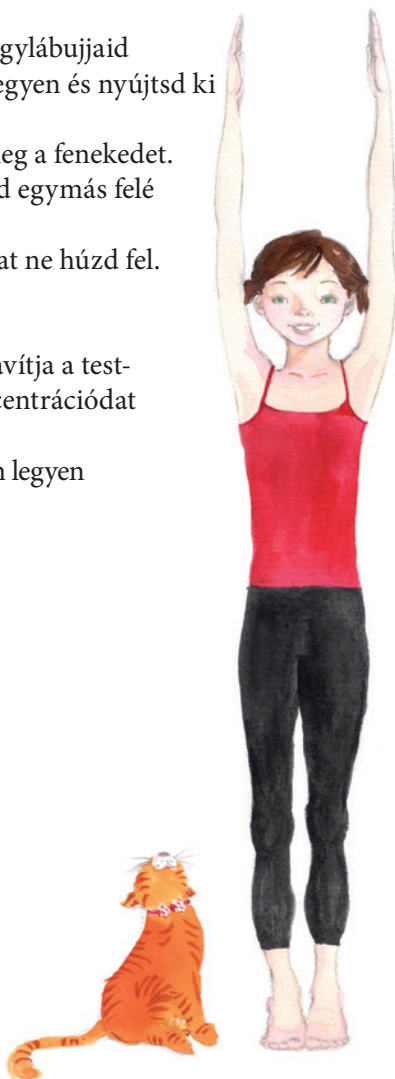 gylábujjaid
egyen és nyújtsd ki
eg a fenekedet.
d egymás felé
at ne húzd fel.
avítja a test-
centrációdat
n legyen